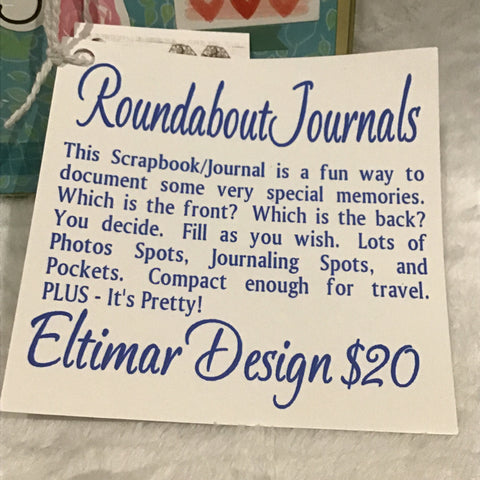 Roundabout Journals
This Scrapbook/Journal is a fun way to
document some very special memories.
Which is the front? Which is the back?
You decide. Fill as you wish. Lots of
Photos Spots, Journaling Spots, and
Pockets. Compact enough for travel.
PLUS - It's Pretty!
Eltimar Design $20